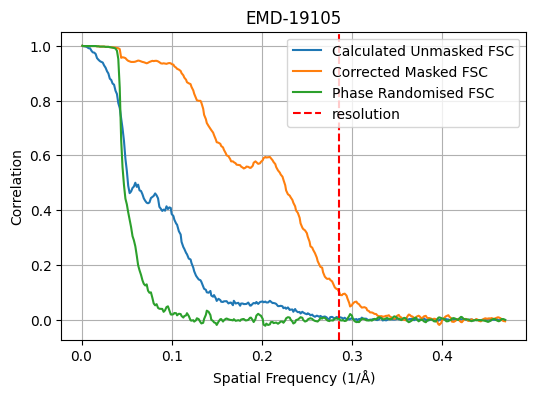 EMD-19105
Calculated Unmasked FSC
Corrected Masked FSC
Phase Randomised FSC
resolution
Correlation
1.0
0.8
0.6
0.4
0.2
0.0
0.0 0.1 0.2 0.3 0.4
Spatial Frequency (1/Å)